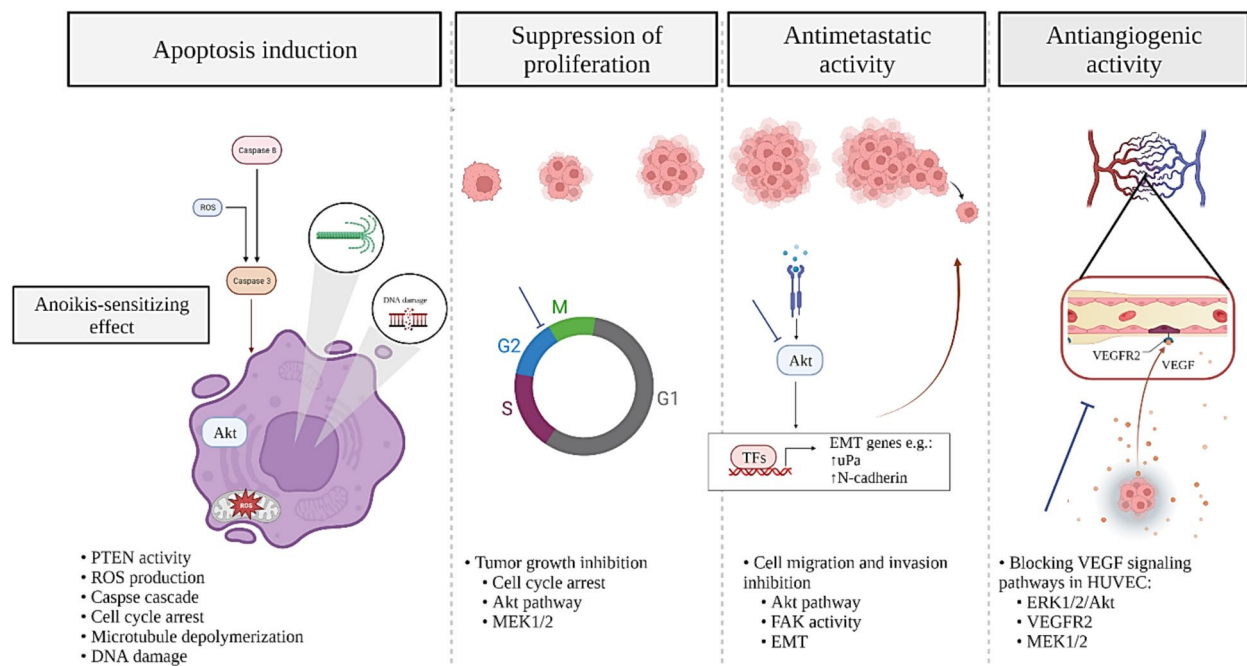 Apoptosis induction
Caspase 8
ROS
Caspase 3
Anoikis-sensitizing
effect
DNA damage
Akt
ROS
• PTEN activity
• ROS production
• Caspse cascade
• Cell cycle arrest
• Microtubule depolymerization
• DNA damage
Suppression of
proliferation
M
G2
S
G1
• Tumor growth inhibition
• Cell cycle arrest
• Akt pathway
• MEK1/2
Antimetastatic
activity
Akt
TFs
EMT genes e.g.:
↑uPa
↑N-cadherin
• Cell migration and invasion
inhibition
• Akt pathway
• FAK activity
• EMT
Antiangiogenic
activity
VEGFR2
VEGF
• Blocking VEGF signaling
pathways in HUVEC:
• ERK1/2/Akt
• VEGFR2
• MEK1/2